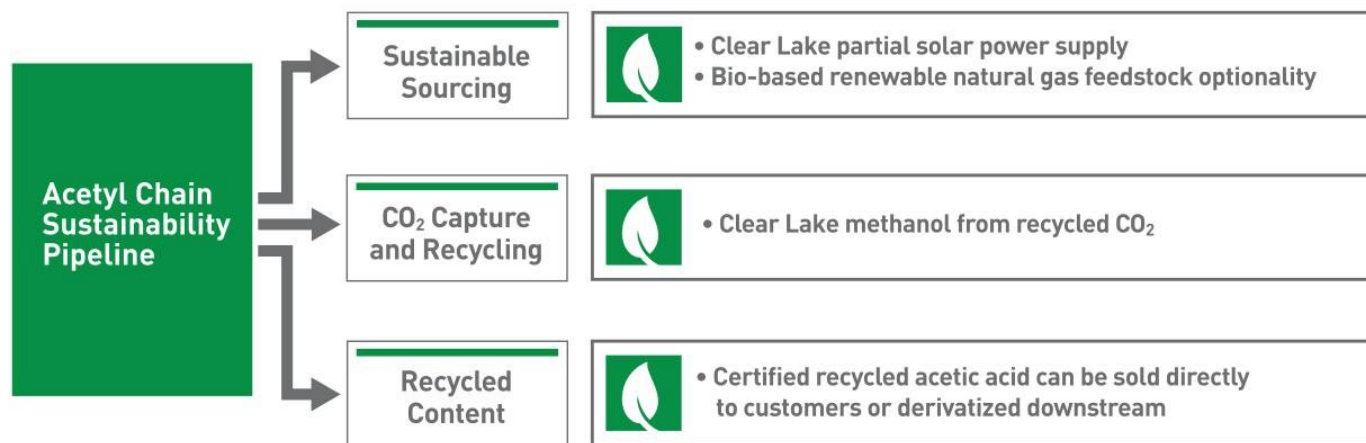 Acetyl Chain
Sustainability
Pipeline
Sustainable
Sourcing
• Clear Lake partial solar power supply
• Bio-based renewable natural gas feedstock optionality
CO₂ Capture
and Recycling
• Clear Lake methanol from recycled CO₂
Recycled
Content
• Certified recycled acetic acid can be sold directly
to customers or derivatized downstream